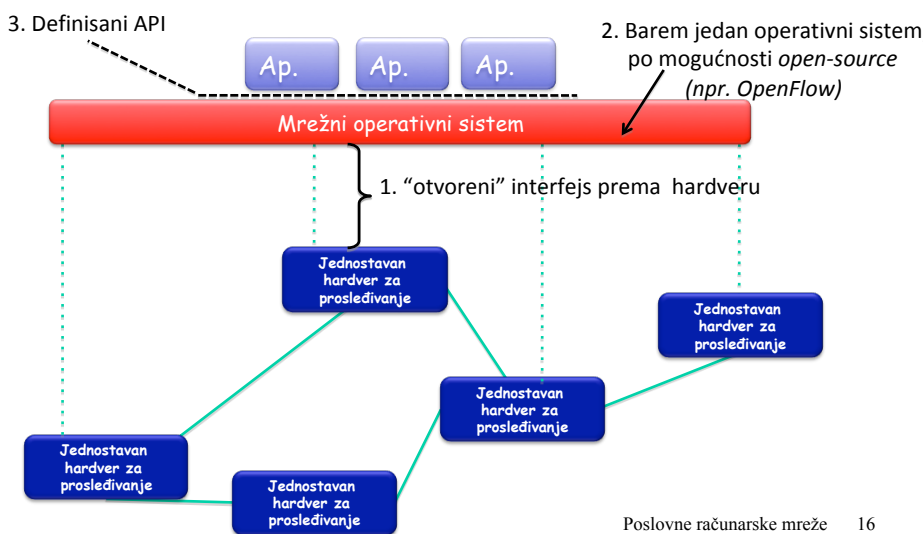 3. Definisani API
2. Barem jedan operativni sistem
po mogućnosti open-source
(npr. OpenFlow)
Ap.
Ap.
Ap.
Mrežni operativni sistem
1. “otvoreni” interfejs prema hardveru
Jednostavan
hardver za
prosleđivanje
Jednostavan
hardver za
prosleđivanje
Jednostavan
hardver za
prosleđivanje
Jednostavan
hardver za
prosleđivanje
Jednostavan
hardver za
prosleđivanje
Poslovne računarske mreže 16